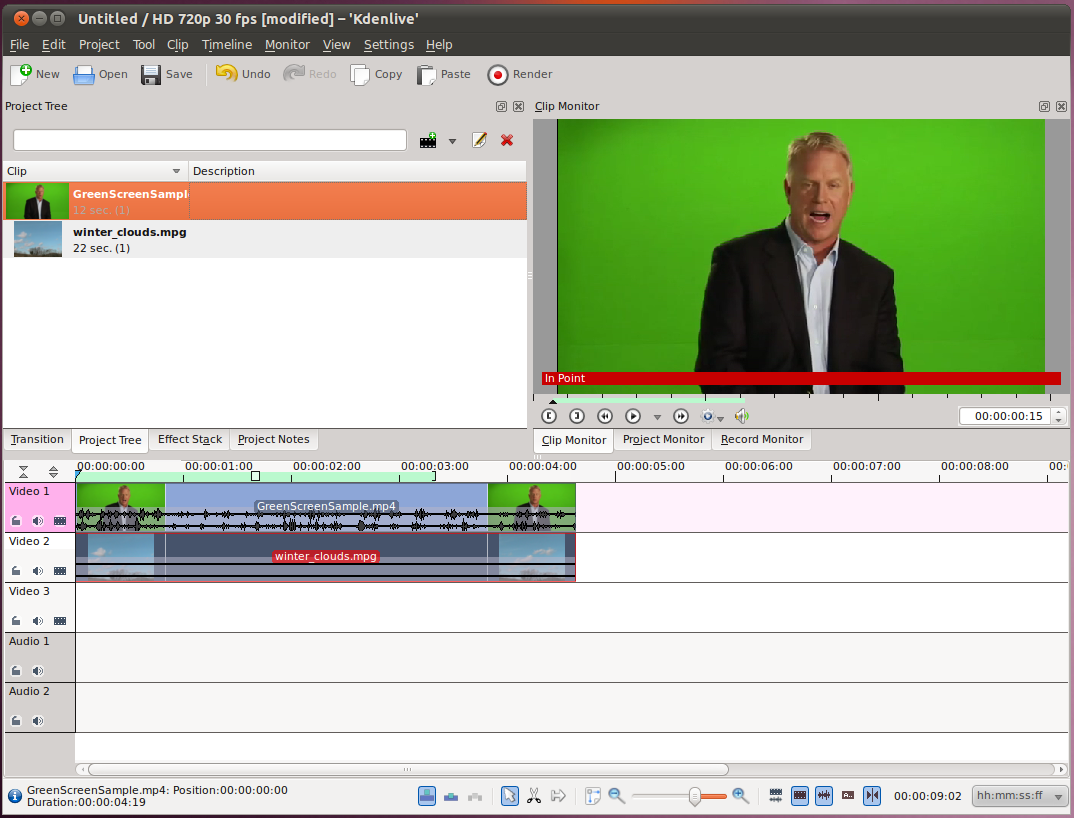 Untitled / HD 720p 30 fps [modified] – 'Kdenlive'
File Edit Project Tool Clip Timeline Monitor View Settings Help
New Open Save Undo Redo Copy Paste Render
Project Tree
Clip Description
GreenScreenSampl
12 sec. (1)
winter_clouds.mpg
22 sec. (1)
Transition Project Tree Effect Stack Project Notes
Clip Monitor
In Point
00:00:00:15
Clip Monitor Project Monitor Record Monitor
00:00:00:00 00:00:01:00 00:00:02:00 00:00:03:00 00:00:04:00 00:00:05:00 00:00:06:00 00:00:07:00 00:00:08:00 00:0
Video 1
GreenScreenSample.mp4
Video 2
winter_clouds.mpg
Video 3
Audio 1
Audio 2
GreenScreenSample.mp4: Position:00:00:00:00
Duration:00:00:04:19
00:00:09:02 hh:mm:ss:ff